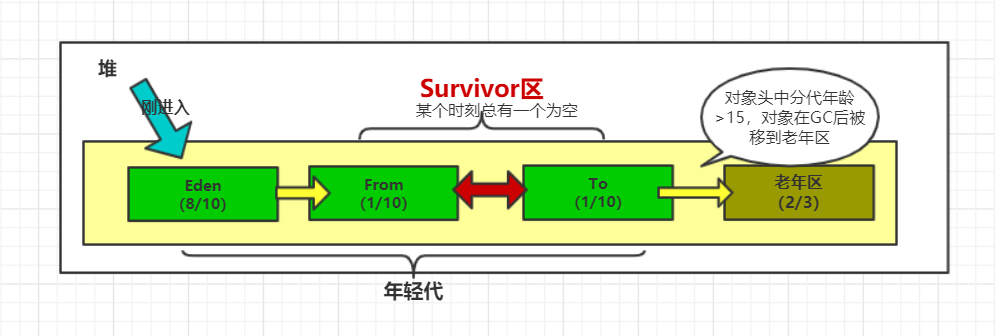 堆
刚进入
Survivor区
某个时刻总有一个为空
对象头中分代年龄
>15，对象在GC后被
移到老年区
Eden
(8/10)
From
(1/10)
To
(1/10)
老年区
(2/3)
年轻代